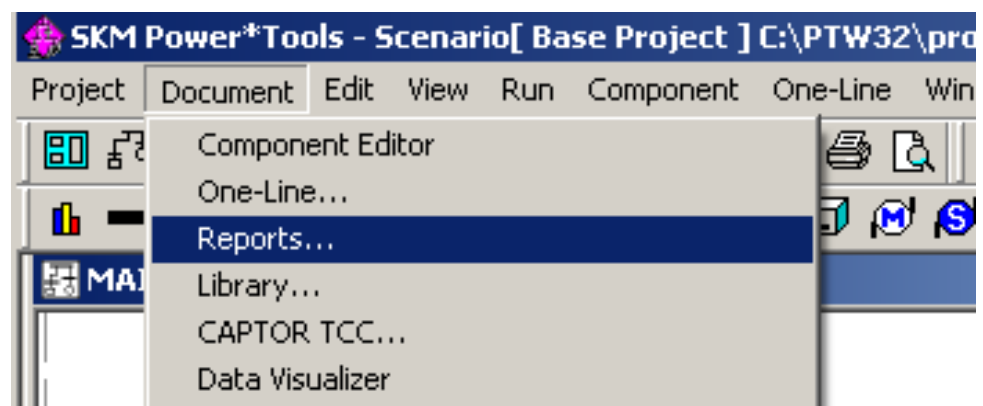 SKM Power*Tools - Scenario[ Base Project ] C:\PTW32\pro
Project Document Edit View Run Component One-Line Win
Component Editor
One-Line...
Reports...
M S
MAI
Library...
CAPTOR TCC...
Data Visualizer